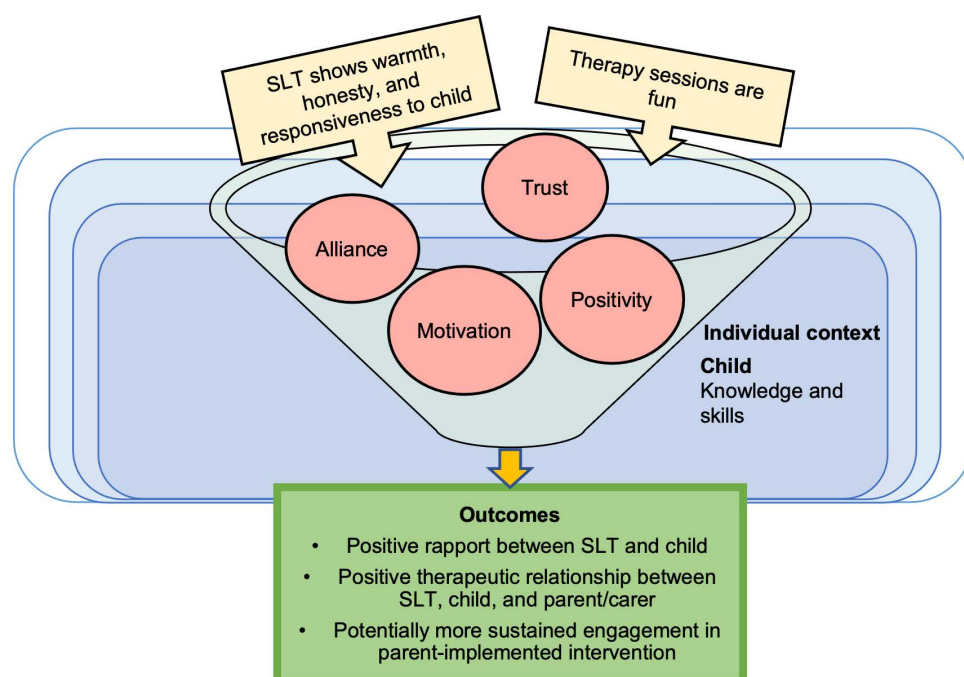 SLT shows warmth,
honesty, and
responsiveness to child
Therapy sessions are
fun
Trust
Alliance
Positivity
Motivation
Individual context
Child
Knowledge and
skills
Outcomes
• Positive rapport between SLT and child
• Positive therapeutic relationship between
SLT, child, and parent/carer
• Potentially more sustained engagement in
parent-implemented intervention